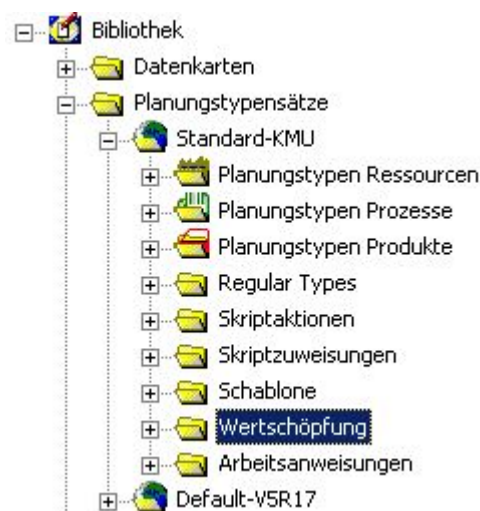 Bibliothek
Datenkarten
Planungstypensätze
Standard-KMU
Planungstypen Ressourcen
Planungstypen Prozesse
Planungstypen Produkte
Regular Types
Skriptaktionen
Skriptzuweisungen
Schablone
Wertschöpfung
Arbeitsanweisungen
Default-V5R17